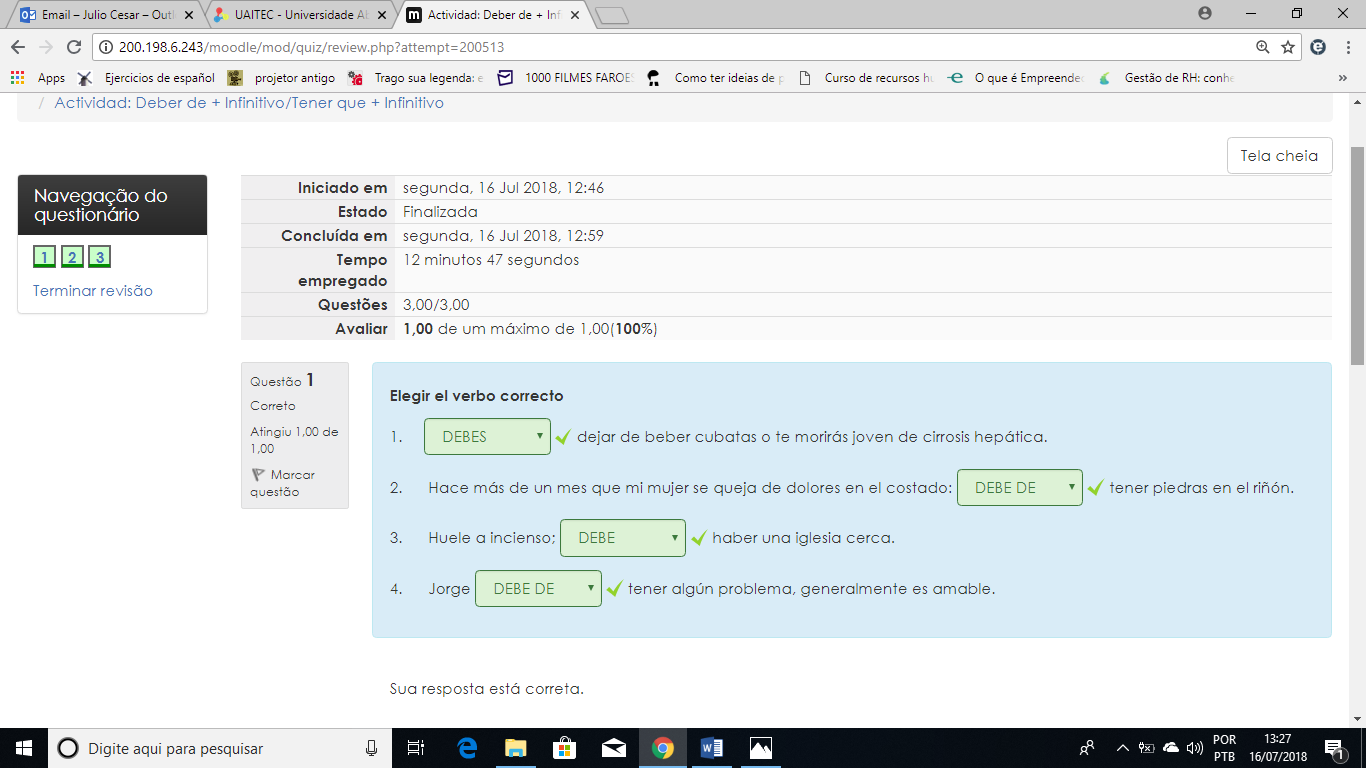 Email – Julio Cesar – Outl
UAITEC - Universidade Ab
Actividad: Deber de + Inf
200.198.6.243/moodle/mod/quiz/review.php?attempt=200513
Apps Ejercicios de español projetor antigo Trago sua legenda: e 1000 FILMES FAROES Como ter ideias de p Curso de recursos hu O que é Empreended Gestão de RH: conhe »
/ Actividad: Deber de + Infinitivo/Tener que + Infinitivo
Tela cheia
Navegação do
questionário
1 2 3
Terminar revisão
Iniciado em segunda, 16 Jul 2018, 12:46
Estado Finalizada
Concluída em segunda, 16 Jul 2018, 12:59
Tempo 12 minutos 47 segundos
empregado
Questões 3,00/3,00
Avaliar 1,00 de um máximo de 1,00(100%)
Questão 1
Correto
Atingiu 1,00 de
1,00
Marcar
questão
Elegir el verbo correcto
1. DEBES dejar de beber cubatas o te morirás joven de cirrosis hepática.
2. Hace más de un mes que mi mujer se queja de dolores en el costado: DEBE DE tener piedras en el riñón.
3. Huele a incienso; DEBE haber una iglesia cerca.
4. Jorge DEBE DE tener algún problema, generalmente es amable.
Sua resposta está correta.
Digite aqui para pesquisar
POR
PTB
13:27
16/07/2018
1